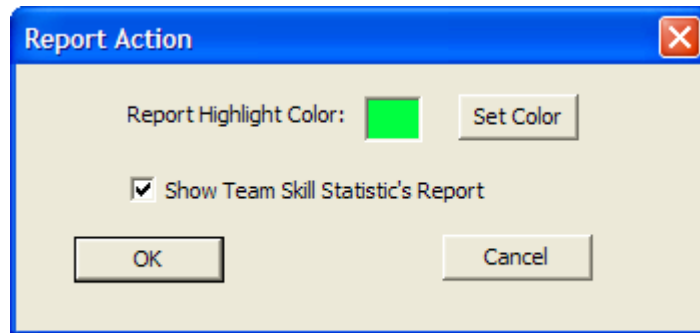 Report Action
Report Highlight Color: Set Color
Show Team Skill Statistic's Report
OK Cancel